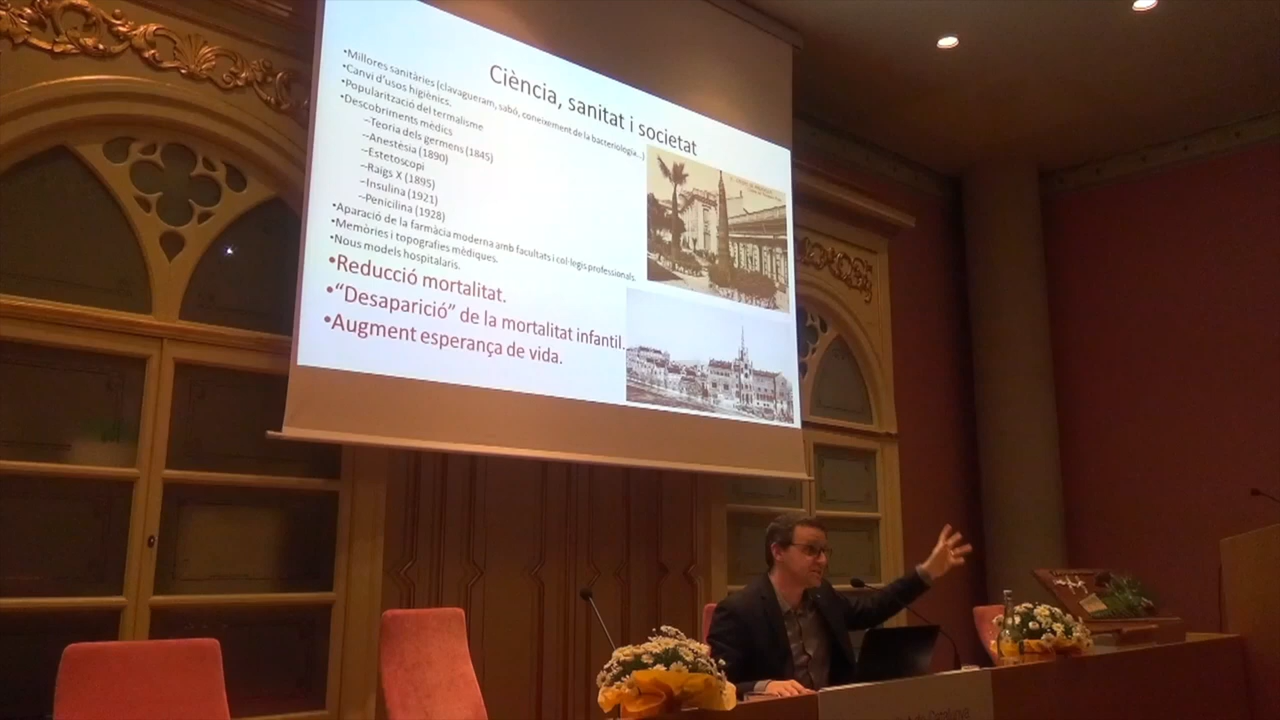 Ciència, sanitat i societat
•Millores sanitàries (clavagueram, sabó, coneixement de la bacteriologia...)
•Canvi d'usos higiènics.
•Popularització del termalisme
•Descobriments mèdics
–Teoria dels germens (1845)
–Anestèsia (1890)
–Estetoscopi
–Raigs X (1895)
–Insulina (1921)
–Penicilina (1928)
•Aparació de la farmàcia moderna amb facultats i col·legis professionals.
•Memòries i topografies mèdiques.
•Nous models hospitalaris.
•Reducció mortalitat.
•“Desaparició” de la mortalitat infantil.
•Augment esperança de vida.
de Catalunya